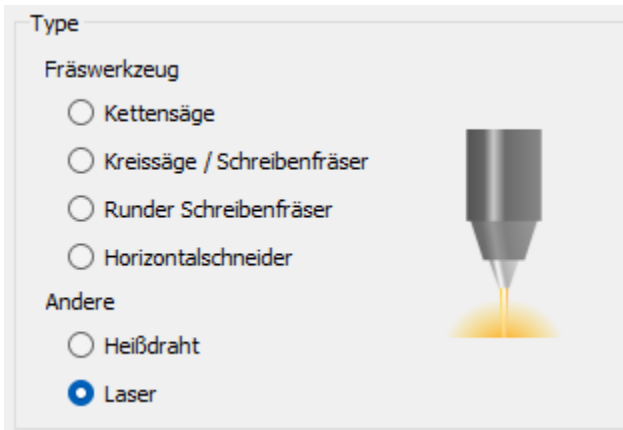 Type
Fräswerkzeug
Kettensäge
Kreissäge / Schreibenfräser
Runder Schreibenfräser
Horizontalschneider
Andere
Heißdraht
Laser